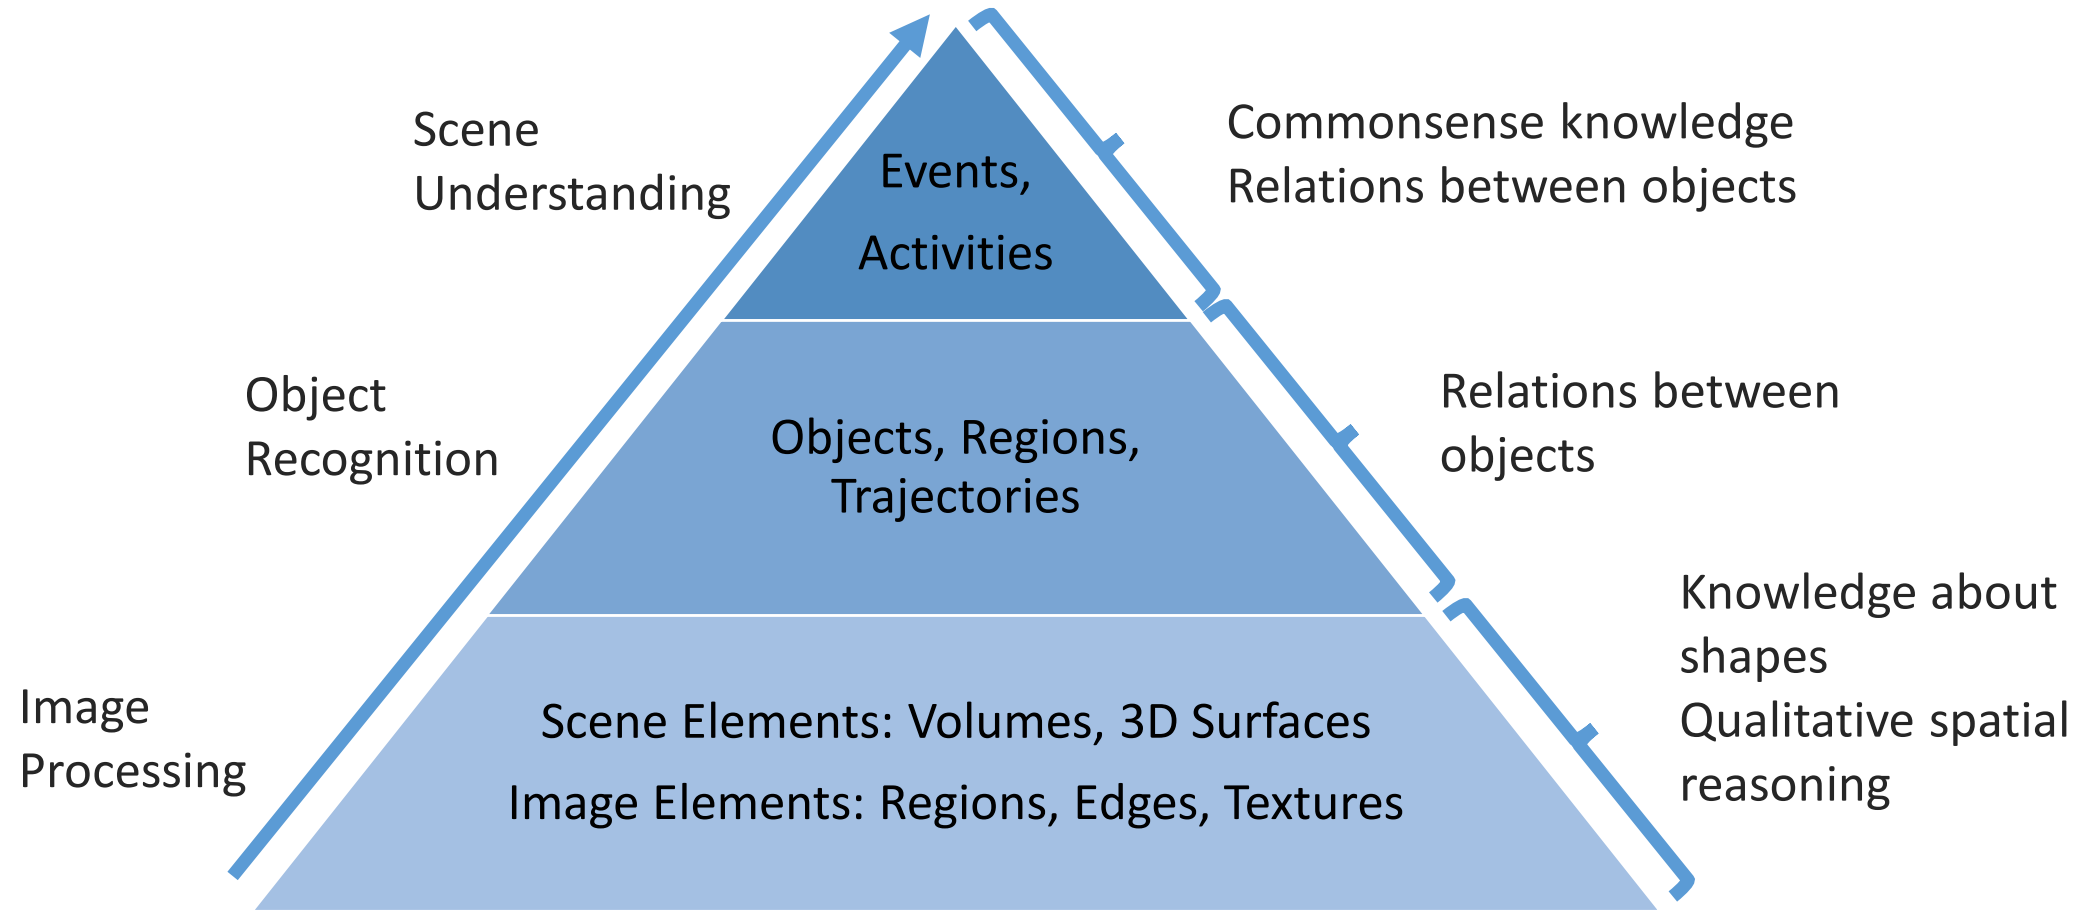 Scene
Understanding
Events,
Activities
Commonsense knowledge
Relations between objects
Object
Recognition
Objects, Regions,
Trajectories
Relations between
objects
Image
Processing
Scene Elements: Volumes, 3D Surfaces
Image Elements: Regions, Edges, Textures
Knowledge about
shapes
Qualitative spatial
reasoning